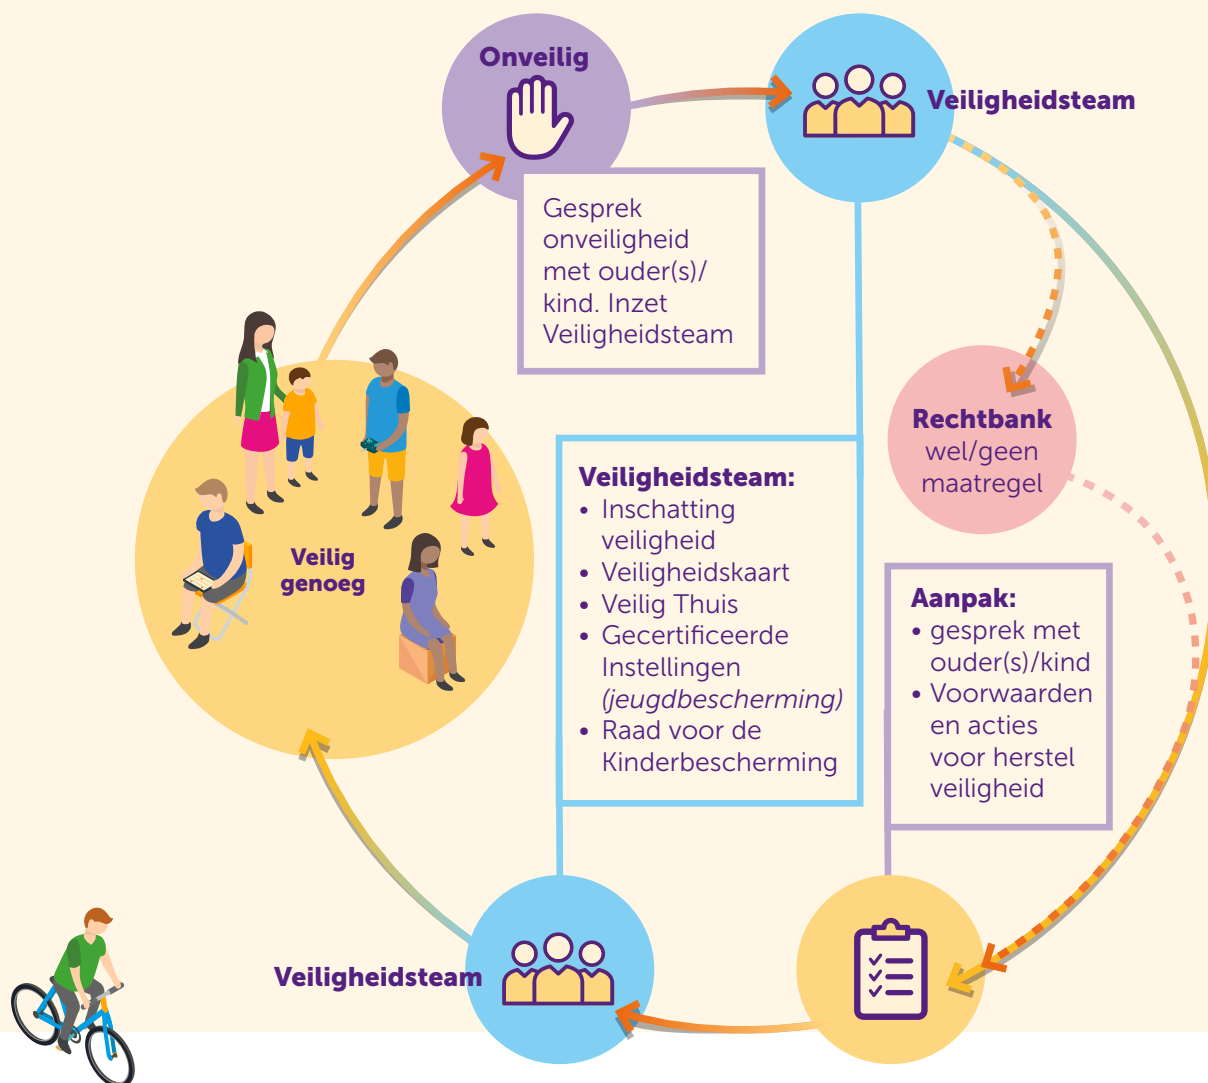 Onveilig
Veiligheidsteam
Gesprek
onveiligheid
met ouder(s)/
kind. Inzet
Veiligheidsteam
Rechtbank
wel/geen
maatregel
Veilig
genoeg
Veiligheidsteam:
• Inschatting
veiligheid
• Veiligheidskaart
• Veilig Thuis
• Gecertificeerde
Instellingen
(jeugdbescherming)
• Raad voor de
Kinderbescherming
Aanpak:
• gesprek met
ouder(s)/kind
• Voorwaarden
en acties
voor herstel
veiligheid
Veiligheidsteam